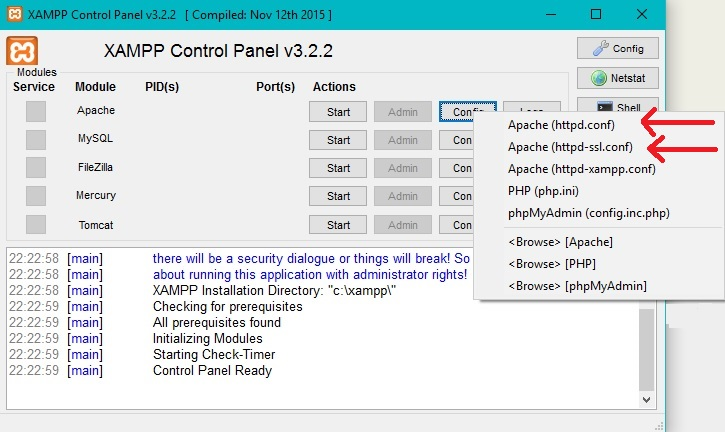 XAMPP Control Panel v3.2.2 [ Compiled: Nov 12th 2015 ]
XAMPP Control Panel v3.2.2
Config
Netstat
Shell
Modules
Service Module PID(s) Port(s) Actions
Apache Start Admin Config Logs
MySQL Start Admin Con
FileZilla Start Admin Con
Mercury Start Admin Con
Tomcat Start Admin Con
Apache (httpd.conf)
Apache (httpd-ssl.conf)
Apache (httpd-xampp.conf)
PHP (php.ini)
phpMyAdmin (config.inc.php)
<Browse> [Apache]
<Browse> [PHP]
<Browse> [phpMyAdmin]
22:22:58 [main] there will be a security dialogue or things will break! So
22:22:58 [main] about running this application with administrator rights!
22:22:58 [main] XAMPP Installation Directory: "c:\xampp\"
22:22:59 [main] Checking for prerequisites
22:22:59 [main] All prerequisites found
22:22:59 [main] Initializing Modules
22:22:59 [main] Starting Check-Timer
22:22:59 [main] Control Panel Ready